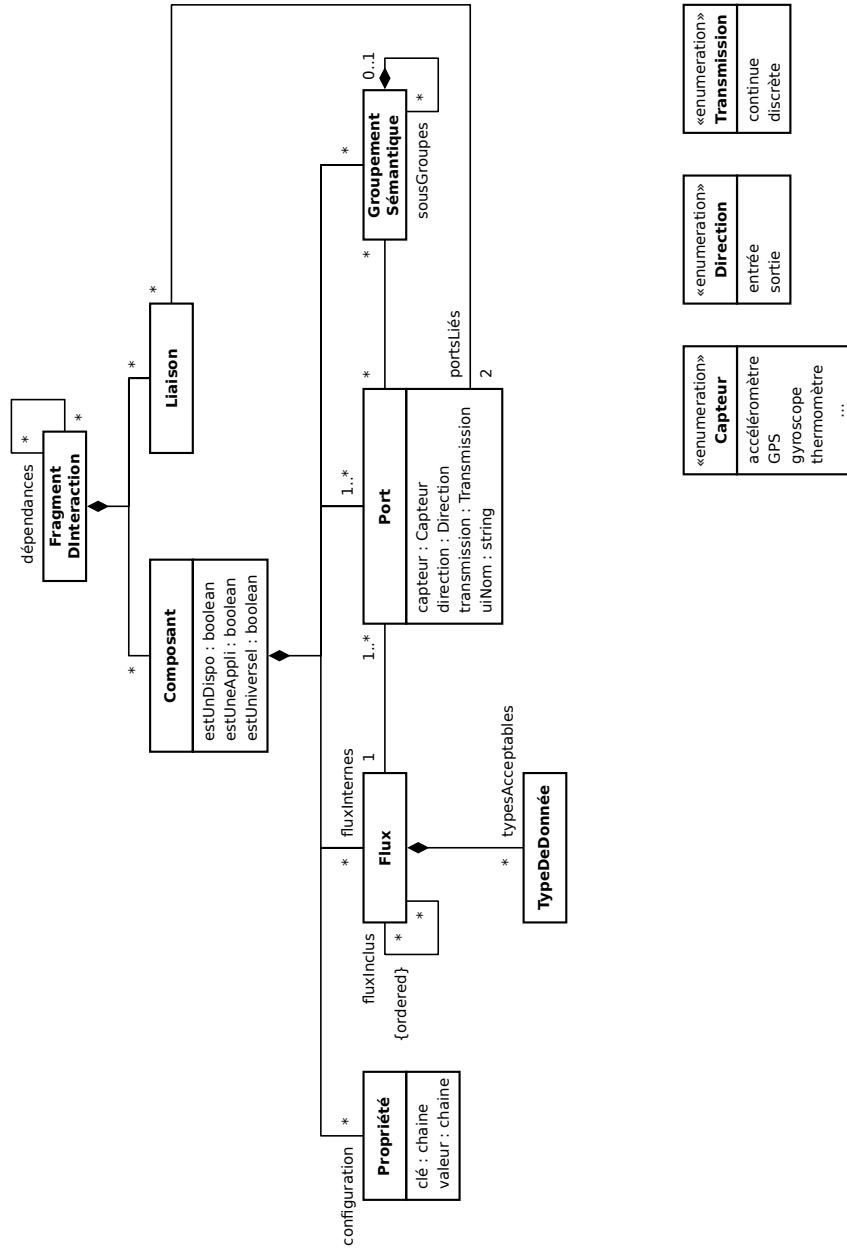 dépendances
*
*
Fragment
DInteraction
*
*
*
Composant
estUnDispo : boolean
estUneAppli : boolean
estUniversel : boolean
Liaison
configuration
*
fluxInternes
*
1..*
*
0..1
Propriété
clé : chaine
valeur : chaine
fluxInclus
*
{ordered}
*
Flux
1
1..*
Port
capteur : Capteur
direction : Direction
transmission : Transmission
uiNom : string
*
*
Groupement
Sémantique
*
sousGroupes
portsLiés
2
*
typesAcceptables
TypeDeDonnée
«enumeration»
Capteur
accéléromètre
GPS
gyroscope
thermomètre
...
«enumeration»
Direction
entrée
sortie
«enumeration»
Transmission
continue
discrète